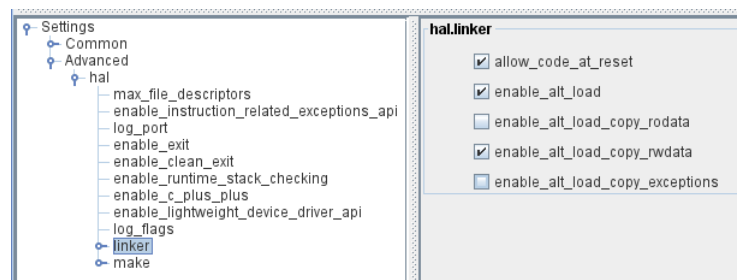 Settings
Common
Advanced
hal
max_file_descriptors
enable_instruction_related_exceptions_api
log_port
enable_exit
enable_clean_exit
enable_runtime_stack_checking
enable_c_plus_plus
enable_lightweight_device_driver_api
log_flags
linker
make
hal.linker
allow_code_at_reset
enable_alt_load
enable_alt_load_copy_rodata
enable_alt_load_copy_rwdata
enable_alt_load_copy_exceptions